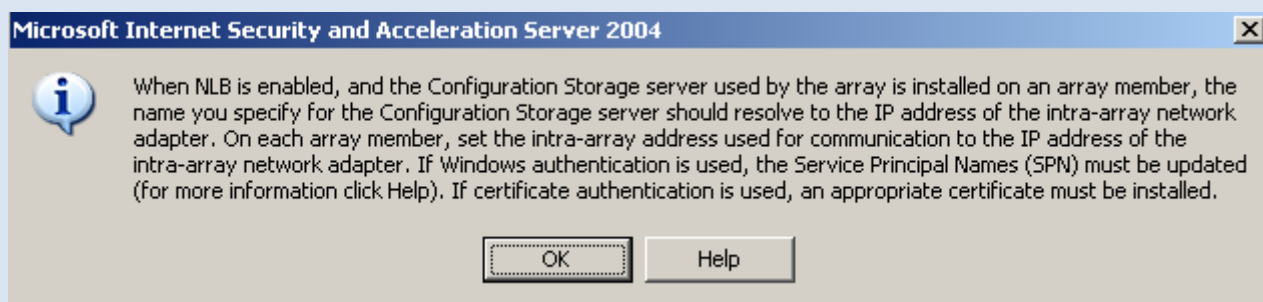 Microsoft Internet Security and Acceleration Server 2004
When NLB is enabled, and the Configuration Storage server used by the array is installed on an array member, the
name you specify for the Configuration Storage server should resolve to the IP address of the intra-array network
adapter. On each array member, set the intra-array address used for communication to the IP address of the
intra-array network adapter. If Windows authentication is used, the Service Principal Names (SPN) must be updated
(for more information click Help). If certificate authentication is used, an appropriate certificate must be installed.
OK
Help